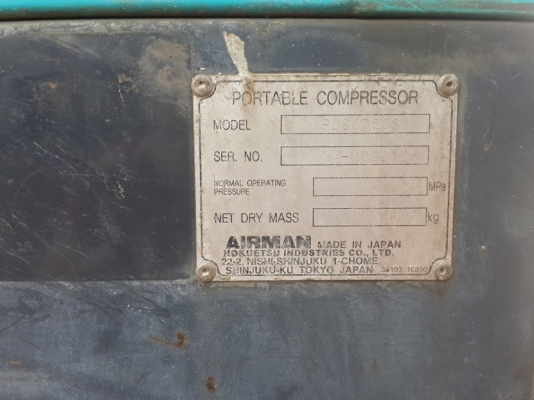 PORTABLE COMPRESSOR
MODEL
SER. NO.
NORMAL OPERATING
PRESSURE
MPa
NET DRY MASS
kg
AIRMAN MADE IN JAPAN
HOKUETSU INDUSTRIES CO., LTD.
22-2, NISHI-SHINJUKU 1-CHOME,
SHINJUKU-KU TOKYO JAPAN